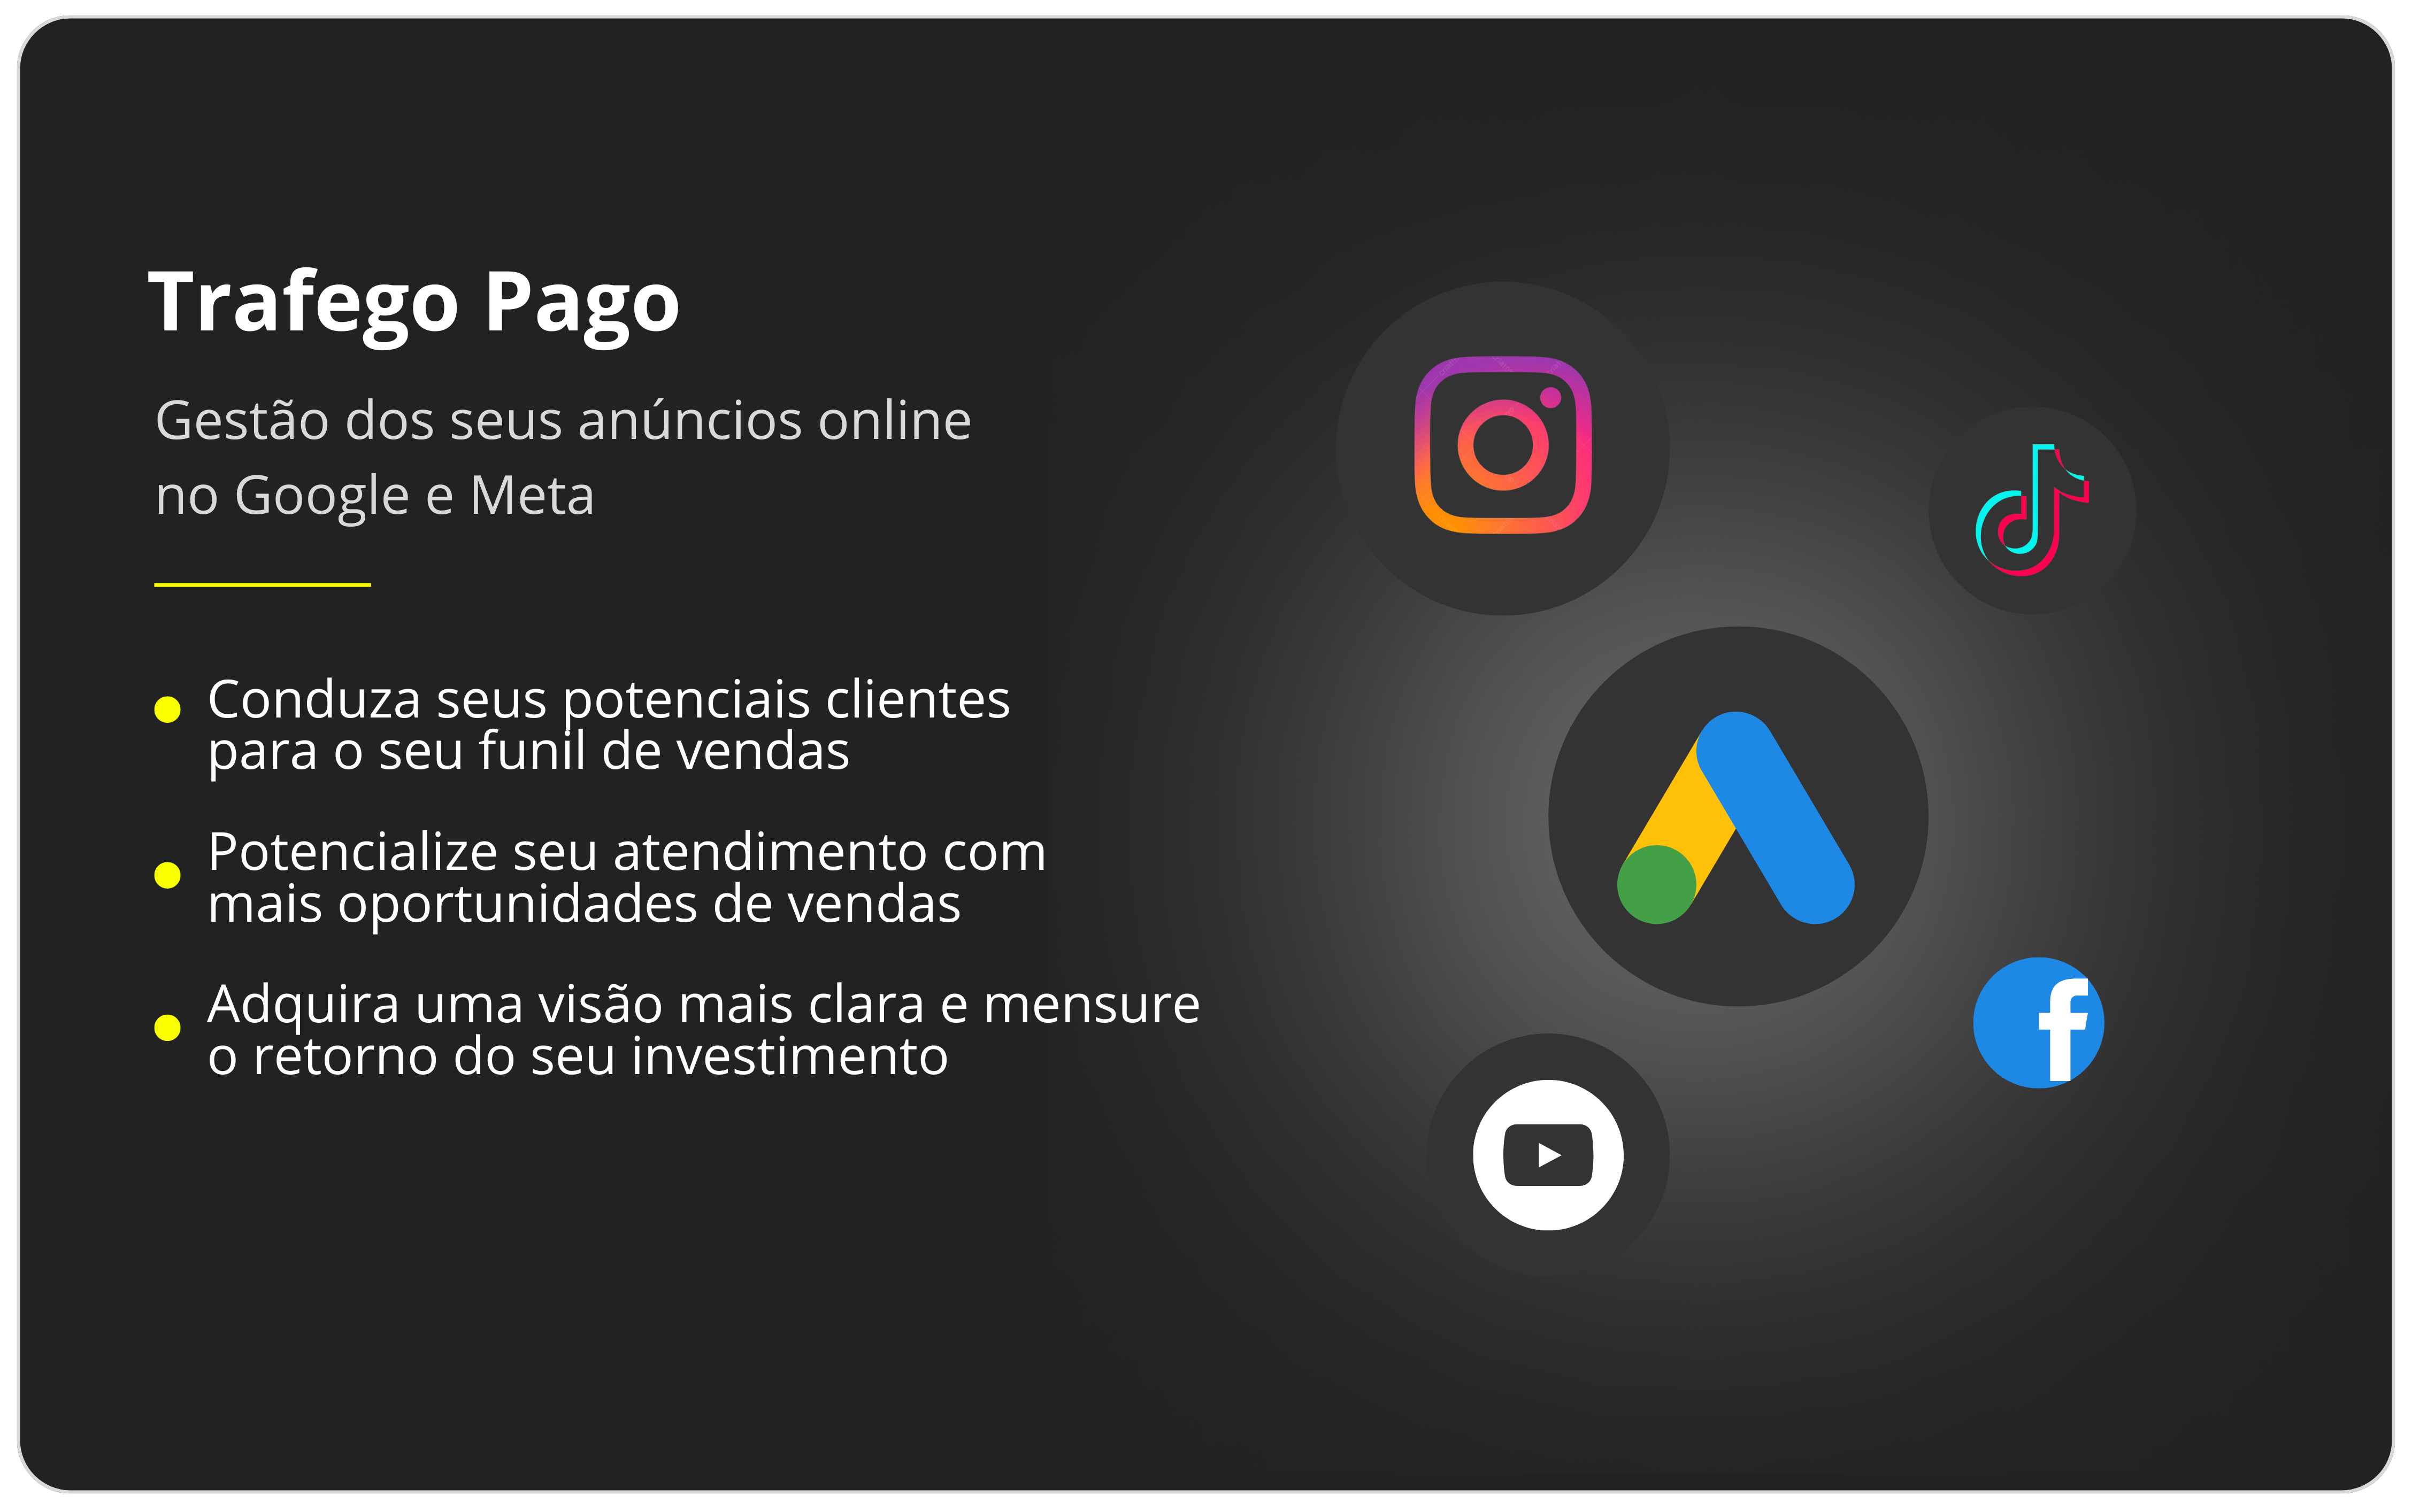 Trafego Pago
Gestão dos seus anúncios online
no Google e Meta
Conduza seus potenciais clientes
para o seu funil de vendas
Potencialize seu atendimento com
mais oportunidades de vendas
Adquira uma visão mais clara e mensure
o retorno do seu investimento